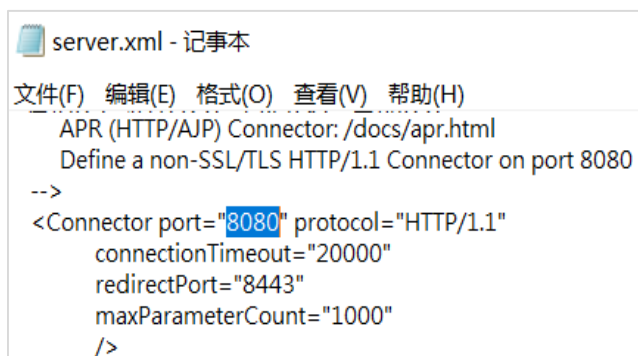 server.xml - 记事本
文件(F) 编辑(E) 格式(O) 查看(V) 帮助(H)
APR (HTTP/AJP) Connector: /docs/apr.html
Define a non-SSL/TLS HTTP/1.1 Connector on port 8080
-->
<Connector port="8080" protocol="HTTP/1.1"
connectionTimeout="20000"
redirectPort="8443"
maxParameterCount="1000"
/>